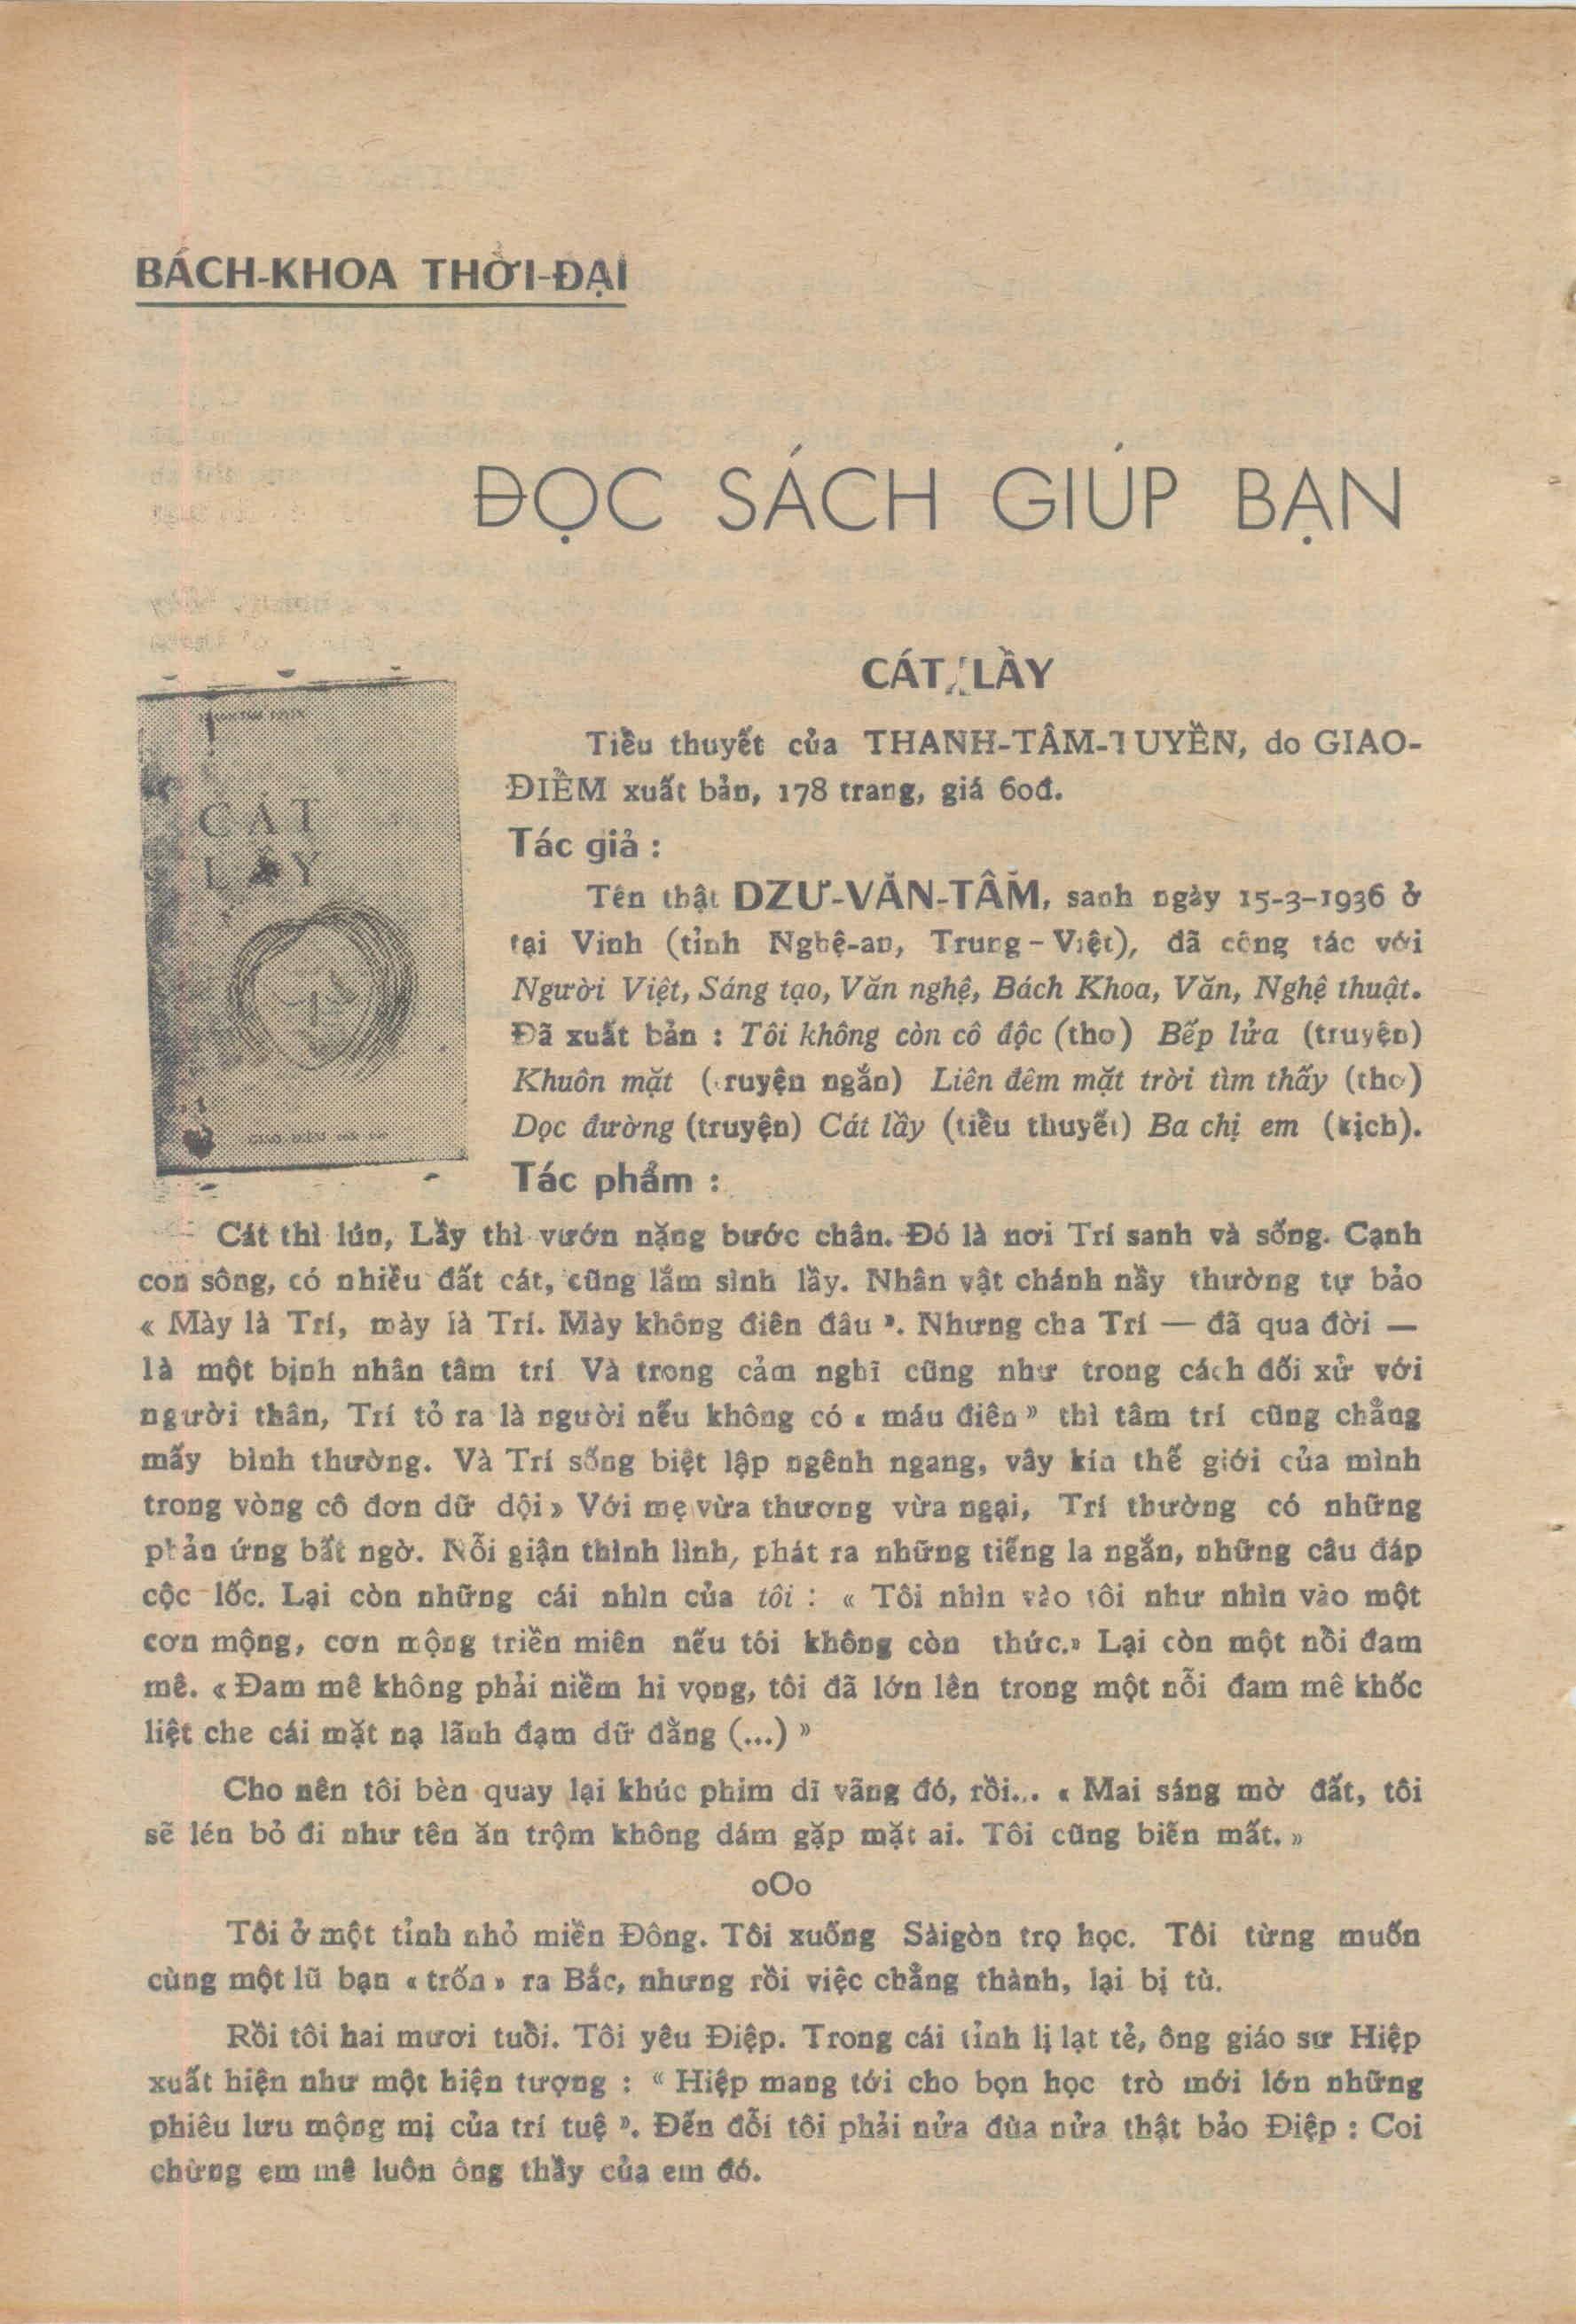 BÁCH-KHOA THỜI-ĐẠI
ĐỌC SÁCH GIÚP BẠN
CÁT LẦY
Tiểu thuyết của THANH-TÂM-TUYỀN, do GIAO-
ĐIỂM xuất bản, 178 trang, giá 60đ.
Tác giả :
Tên thật DZƯ-VĂN-TÂM, sanh ngày 15-3-1936 ở
tại Vinh (tỉnh Nghệ-an, Trung-Việt), đã cộng tác với
Người Việt, Sáng tạo, Văn nghệ, Bách Khoa, Văn, Nghệ thuật.
Đã xuất bản : Tôi không còn cô độc (thơ) Bếp lửa (truyện)
Khuôn mặt (truyện ngắn) Liên đêm mặt trời tìm thấy (thơ)
Dọc đường (truyện) Cát lầy (tiểu thuyết) Ba chị em (kịch).
CÁT
LẦY
Tác phẩm :
Cát thì lún, Lầy thì vướn nặng bước chân. Đó là nơi Trí sanh và sống. Cạnh
con sông, có nhiều đất cát, cũng lắm sình lầy. Nhân vật chánh nầy thường tự bảo
« Mày là Trí, mày là Trí. Mày không điên đâu ». Nhưng cha Trí — đã qua đời —
là một bịnh nhân tâm trí Và trong cảm nghĩ cũng như trong cách đối xử với
người thân, Trí tỏ ra là người nếu không có « máu điên » thì tâm trí cũng chẳng
mấy bình thường. Và Trí sống biệt lập ngênh ngang, vây kín thế giới của mình
trong vòng cô đơn dữ dội » Với mẹ vừa thương vừa ngại, Trí thường có những
phản ứng bất ngờ. Nỗi giận thình lình, phát ra những tiếng la ngắn, những câu đáp
cộc lốc. Lại còn những cái nhìn của tôi : « Tôi nhìn vào tôi như nhìn vào một
cơn mộng, cơn mộng triền miên nếu tôi không còn thức.» Lại còn một nỗi đam
mê. « Đam mê không phải niềm hi vọng, tôi đã lớn lên trong một nỗi đam mê khốc
liệt che cái mặt nạ lãnh đạm dữ dằng (...) »
Cho nên tôi bèn quay lại khúc phim dĩ vãng đó, rồi... « Mai sáng mờ đất, tôi
sẽ lén bỏ đi như tên ăn trộm không dám gặp mặt ai. Tôi cũng biến mất. »
oOo
Tôi ở một tỉnh nhỏ miền Đông. Tôi xuống Sàigòn trọ học. Tôi từng muốn
cùng một lũ bạn « trốn » ra Bắc, nhưng rồi việc chẳng thành, lại bị tù.
Rồi tôi hai mươi tuổi. Tôi yêu Điệp. Trong cái tỉnh lị lạt tẻ, ông giáo sư Hiệp
xuất hiện như một hiện tượng : « Hiệp mang tới cho bọn học trò mới lớn những
phiêu lưu mộng mị của trí tuệ ». Đến đỗi tôi phải nửa đùa nửa thật bảo Điệp : Coi
chừng em mê luôn ông thầy của em đó.